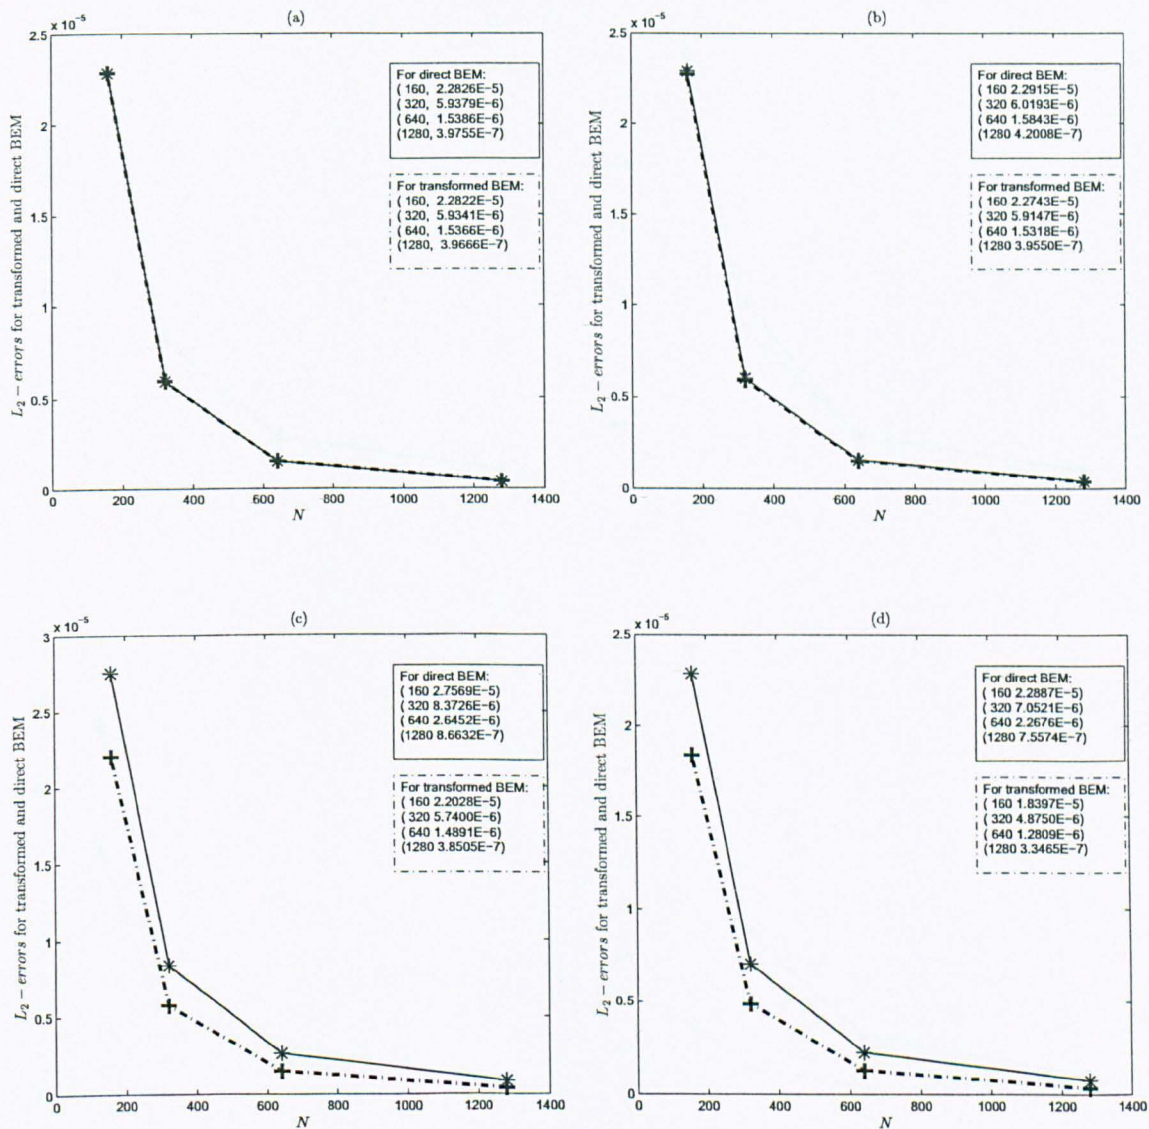 (a)
x 10⁻⁵
2.5
2
1.5
1
0.5
0
0
200
400
600
800
1000
1200
1400
N
L₂ − errors for transformed and direct BEM
For direct BEM:
( 160, 2.2826E−5)
(320, 5.9379E−6)
(640, 1.5386E−6)
(1280, 3.9755E−7)
For transformed BEM:
( 160, 2.2822E−5)
(320, 5.9341E−6)
(640, 1.5366E−6)
(1280, 3.9666E−7)
(b)
x 10⁻⁵
2.5
2
1.5
1
0.5
0
0
200
400
600
800
1000
1200
1400
N
L₂ − errors for transformed and direct BEM
For direct BEM:
( 160 2.2915E−5)
(320 6.0193E−6)
(640 1.5843E−6)
(1280 4.2008E−7)
For transformed BEM:
( 160 2.2743E−5)
(320 5.9147E−6)
(640 1.5318E−6)
(1280 3.9550E−7)
(c)
x 10⁻⁵
3
2.5
2
1.5
1
0.5
0
0
200
400
600
800
1000
1200
1400
N
L₂ − errors for transformed and direct BEM
For direct BEM:
( 160 2.7569E−5)
( 320 8.3726E−6)
( 640 2.6452E−6)
(1280 8.6632E−7)
For transformed BEM:
( 160 2.2028E−5)
( 320 5.7400E−6)
( 640 1.4891E−6)
(1280 3.8505E−7)
(d)
x 10⁻⁵
2.5
2
1.5
1
0.5
0
0
200
400
600
800
1000
1200
1400
N
L₂ − errors for transformed and direct BEM
For direct BEM:
( 160 2.2887E−5)
( 320 7.0521E−6)
( 640 2.2676E−6)
(1280 7.5574E−7)
For transformed BEM:
( 160 1.8397E−5)
( 320 4.8750E−6)
( 640 1.2809E−6)
(1280 3.3465E−7)